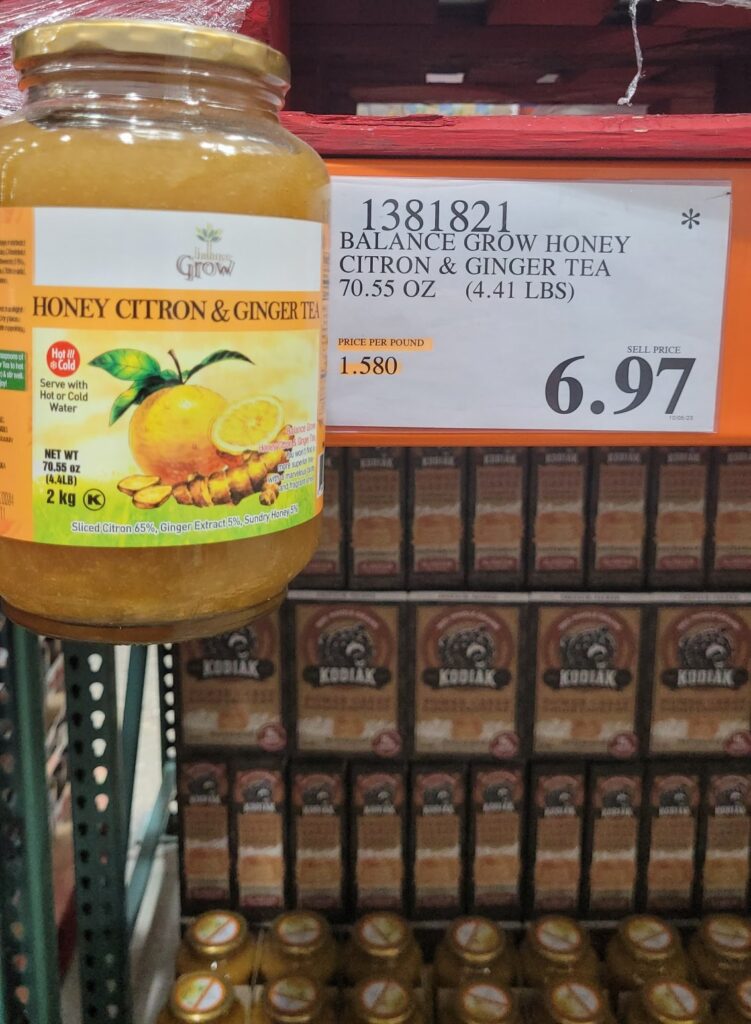 balance
Grow
HONEY CITRON & GINGER TEA
Hot
Cold
Serve with
Hot or Cold
Water
NET WT
70.55 oz
(4.4LB)
2 kg K
Balance Grow
Sliced Citron 65%, Ginger Extract 5%, Sundry Honey 5%
1381821 *
BALANCE GROW HONEY
CITRON & GINGER TEA
70.55 OZ (4.41 LBS)
PRICE PER POUND
1.580
SELL PRICE
6.97
KODIAK
KODIAK
KODIAK
KODIAK
KODIAK